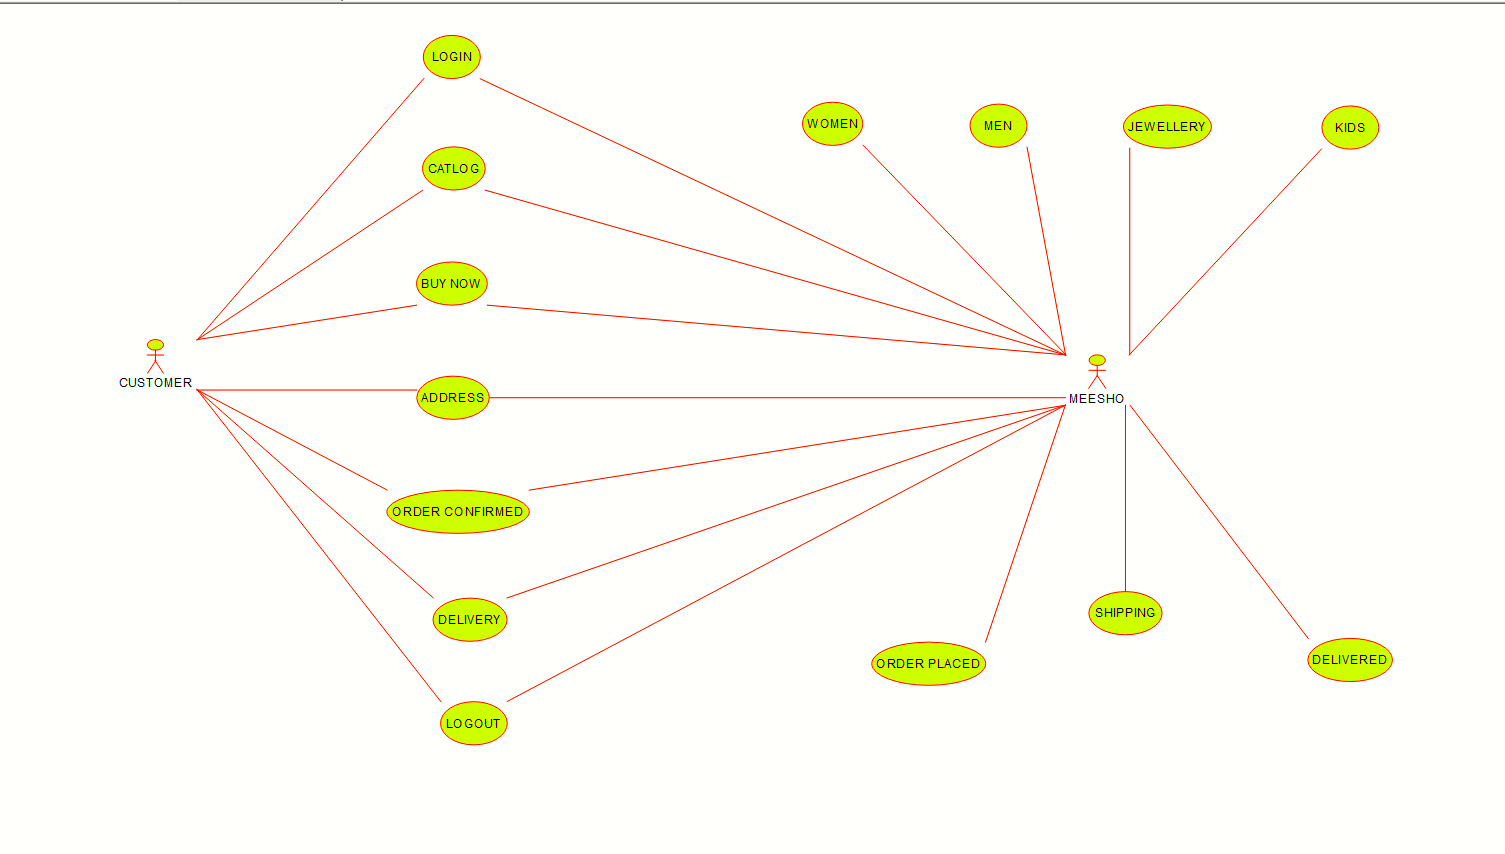 LOGIN
WOMEN
MEN
JEWELLERY
KIDS
CATLOG
BUY NOW
CUSTOMER
ADDRESS
MEESHO
ORDER CONFIRMED
DELIVERY
SHIPPING
ORDER PLACED
DELIVERED
LOGOUT